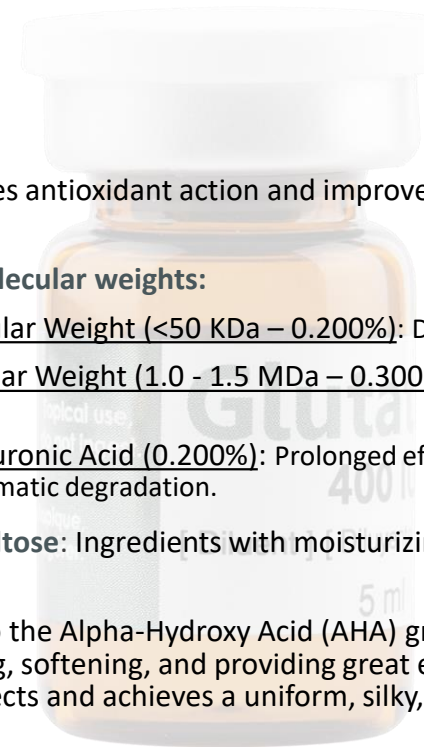 es antioxidant action and improve
lecular weights:
lar Weight (<50 KDa – 0.200%): D
ar Weight (1.0 - 1.5 MDa – 0.300
uronic Acid (0.200%): Prolonged ef
matic degradation.
tose: Ingredients with moisturizin
o the Alpha-Hydroxy Acid (AHA) gr
g, softening, and providing great e
ects and achieves a uniform, silky,
opical use,
Gluta
400
5 ml